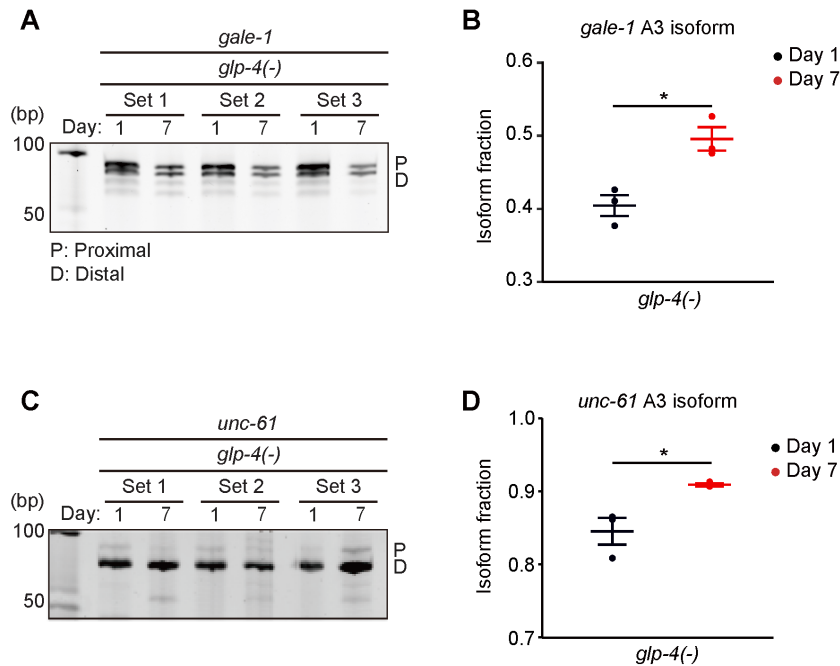 A
gale-1
glp-4(-)
Set 1 Set 2 Set 3
(bp)
Day: 1 7 1 7 1 7
100
P
D
50
P: Proximal
D: Distal
B
gale-1 A3 isoform
Day 1
Day 7
0.6
*
0.5
Isoform fraction
0.4
0.3
glp-4(-)
C
unc-61
glp-4(-)
Set 1 Set 2 Set 3
(bp)
Day: 1 7 1 7 1 7
100
P
D
50
D
unc-61 A3 isoform
1.0
Day 1
Day 7
*
0.9
Isoform fraction
0.8
0.7
glp-4(-)